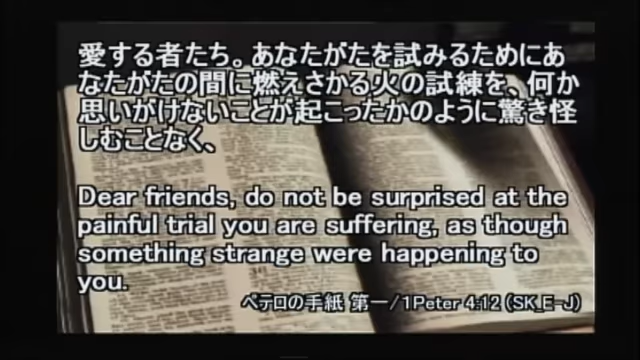 愛する者たち。あなたがたを試みるためにあ
なたがたの間に燃えさかる火の試練を、何か
思いがけないことが起こったかのように驚き怪
しむことなく、
Dear friends, do not be surprised at the
painful trial you are suffering, as though
something strange were happening to
you.
ペテロの手紙 第一/1Peter 4:12 (SK_E-J)